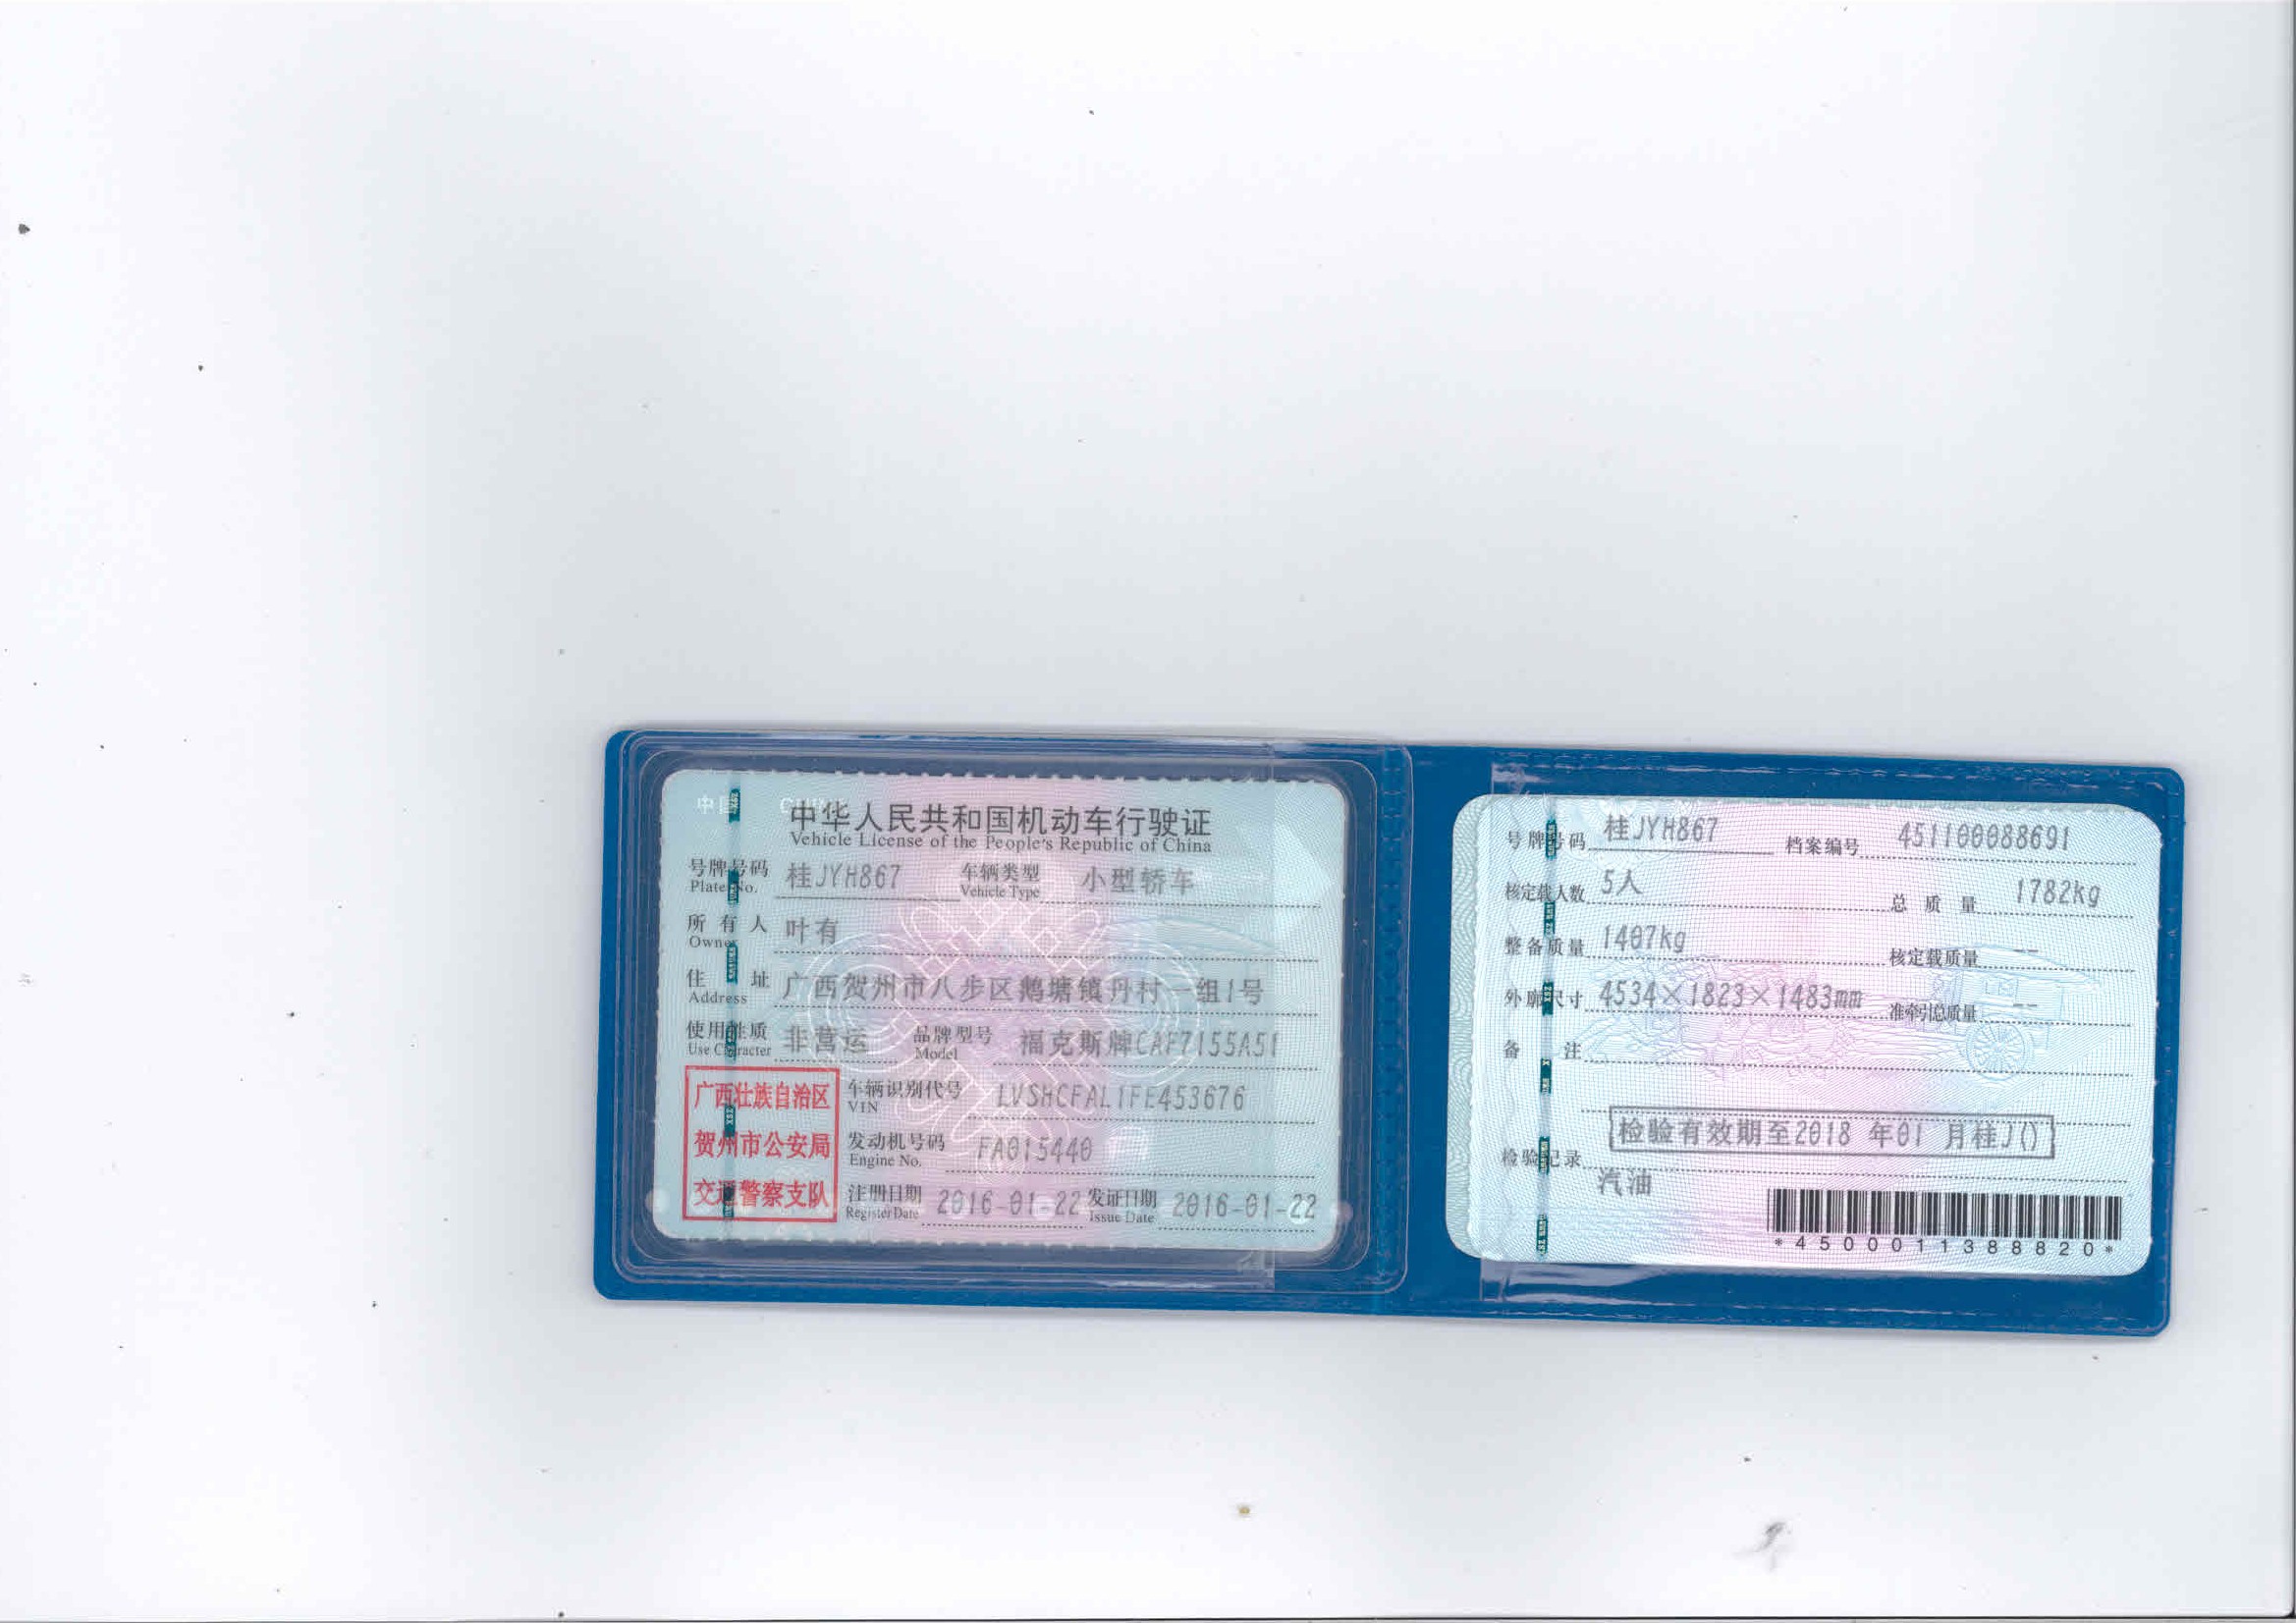 中华人民共和国机动车行驶证
Vehicle License of the People's Republic of China
号牌号码 桂JYH867 车辆类型 小型轿车
Plate No. Vehicle Type
所有人 叶有
Owner
住址 广西贺州市八步区鹅塘镇丹村一组1号
Address
使用性质 非营运 品牌型号 福克斯牌CAF7155A51
Use Character Model
广西壮族自治区
贺州市公安局
交通警察支队
车辆识别代号 LVSHCFAL1FE453676
VIN
发动机号码 FA015440
Engine No.
注册日期 2016-01-22 发证日期 2016-01-22
Register Date Issue Date
号牌号码 桂JYH867 档案编号 451100088691
核定载人数 5人 总质量 1782kg
整备质量 1407kg 核定载质量 --
外廓尺寸 4534×1823×1483mm 准牵引总质量 --
备注
检验有效期至2018 年01 月桂J()
检验记录
汽油
*4500011388820*